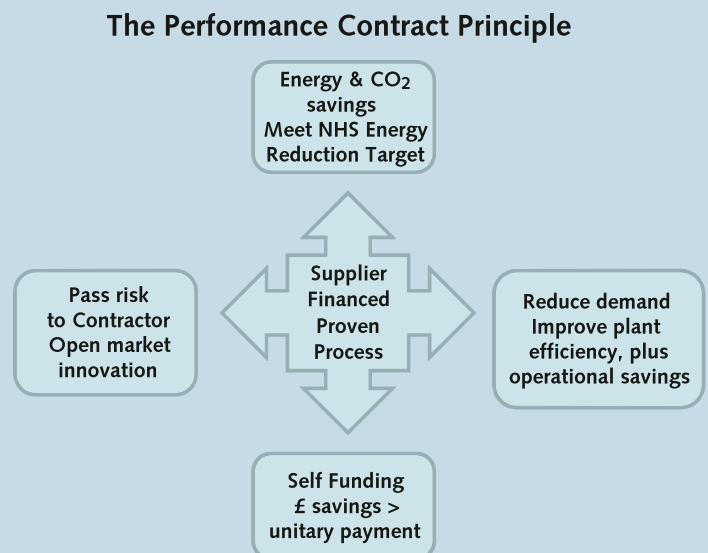 The Performance Contract Principle
Energy & CO₂
savings
Meet NHS Energy
Reduction Target
Pass risk
to Contractor
Open market
innovation
Supplier
Financed
Proven
Process
Reduce demand
Improve plant
efficiency, plus
operational savings
Self Funding
£ savings >
unitary payment